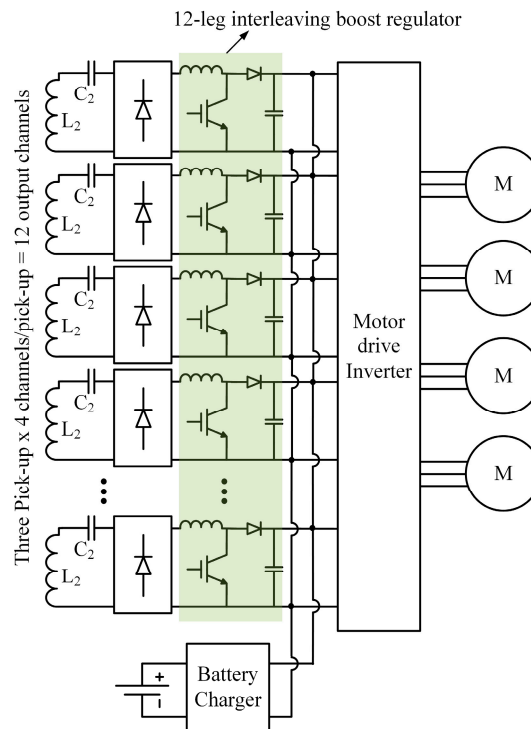 12-leg interleaving boost regulator
Three Pick-up x 4 channels/pick-up = 12 output channels
C2
L2
C2
L2
C2
L2
C2
L2
C2
L2
Motor
drive
Inverter
M
M
M
M
Battery
Charger
+
−